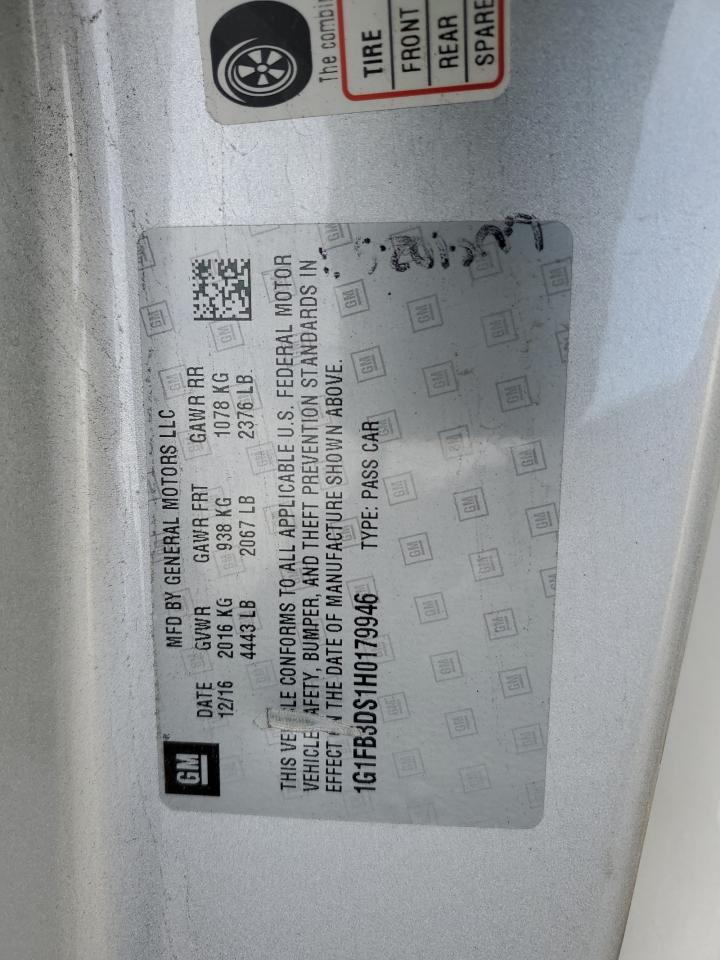 The combi
TIRE
FRONT
REAR
SPARE
GM
MFD BY GENERAL MOTORS LLC
DATE GVWR GAWR FRT GAWR RR
12/16 2016 KG 938 KG 1078 KG
4443 LB 2067 LB 2376 LB
THIS VE LE CONFORMS TO ALL APPLICABLE U.S. FEDERAL MOTOR
VEHICLE AFETY, BUMPER, AND THEFT PREVENTION STANDARDS IN
EFFECT N THE DATE OF MANUFACTURE SHOWN ABOVE.
1G1FB3DS1H0179946 TYPE: PASS CAR